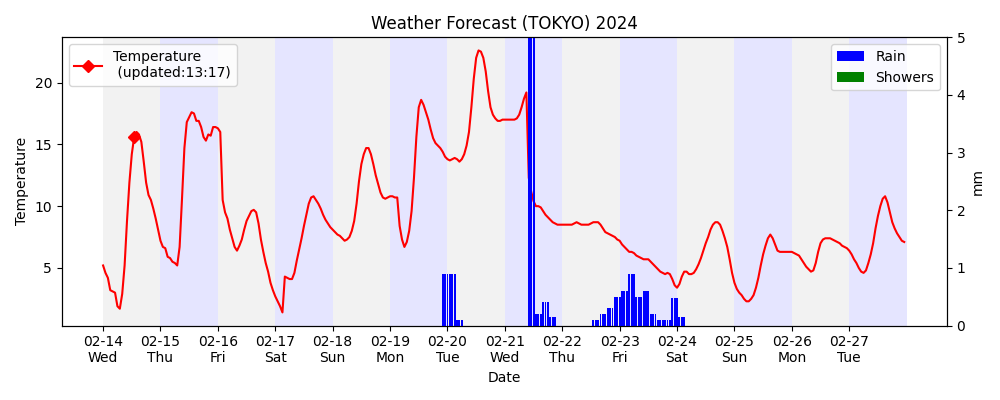 Weather Forecast (TOKYO) 2024
Temperature
(updated:13:17)
Rain
Showers
Temperature
20
15
10
5
5
4
3
2
1
0
mm
02-14 02-15 02-16 02-17 02-18 02-19 02-20 02-21 02-22 02-23 02-24 02-25 02-26 02-27
Wed Thu Fri Sat Sun Mon Tue Wed Thu Fri Sat Sun Mon Tue
Date